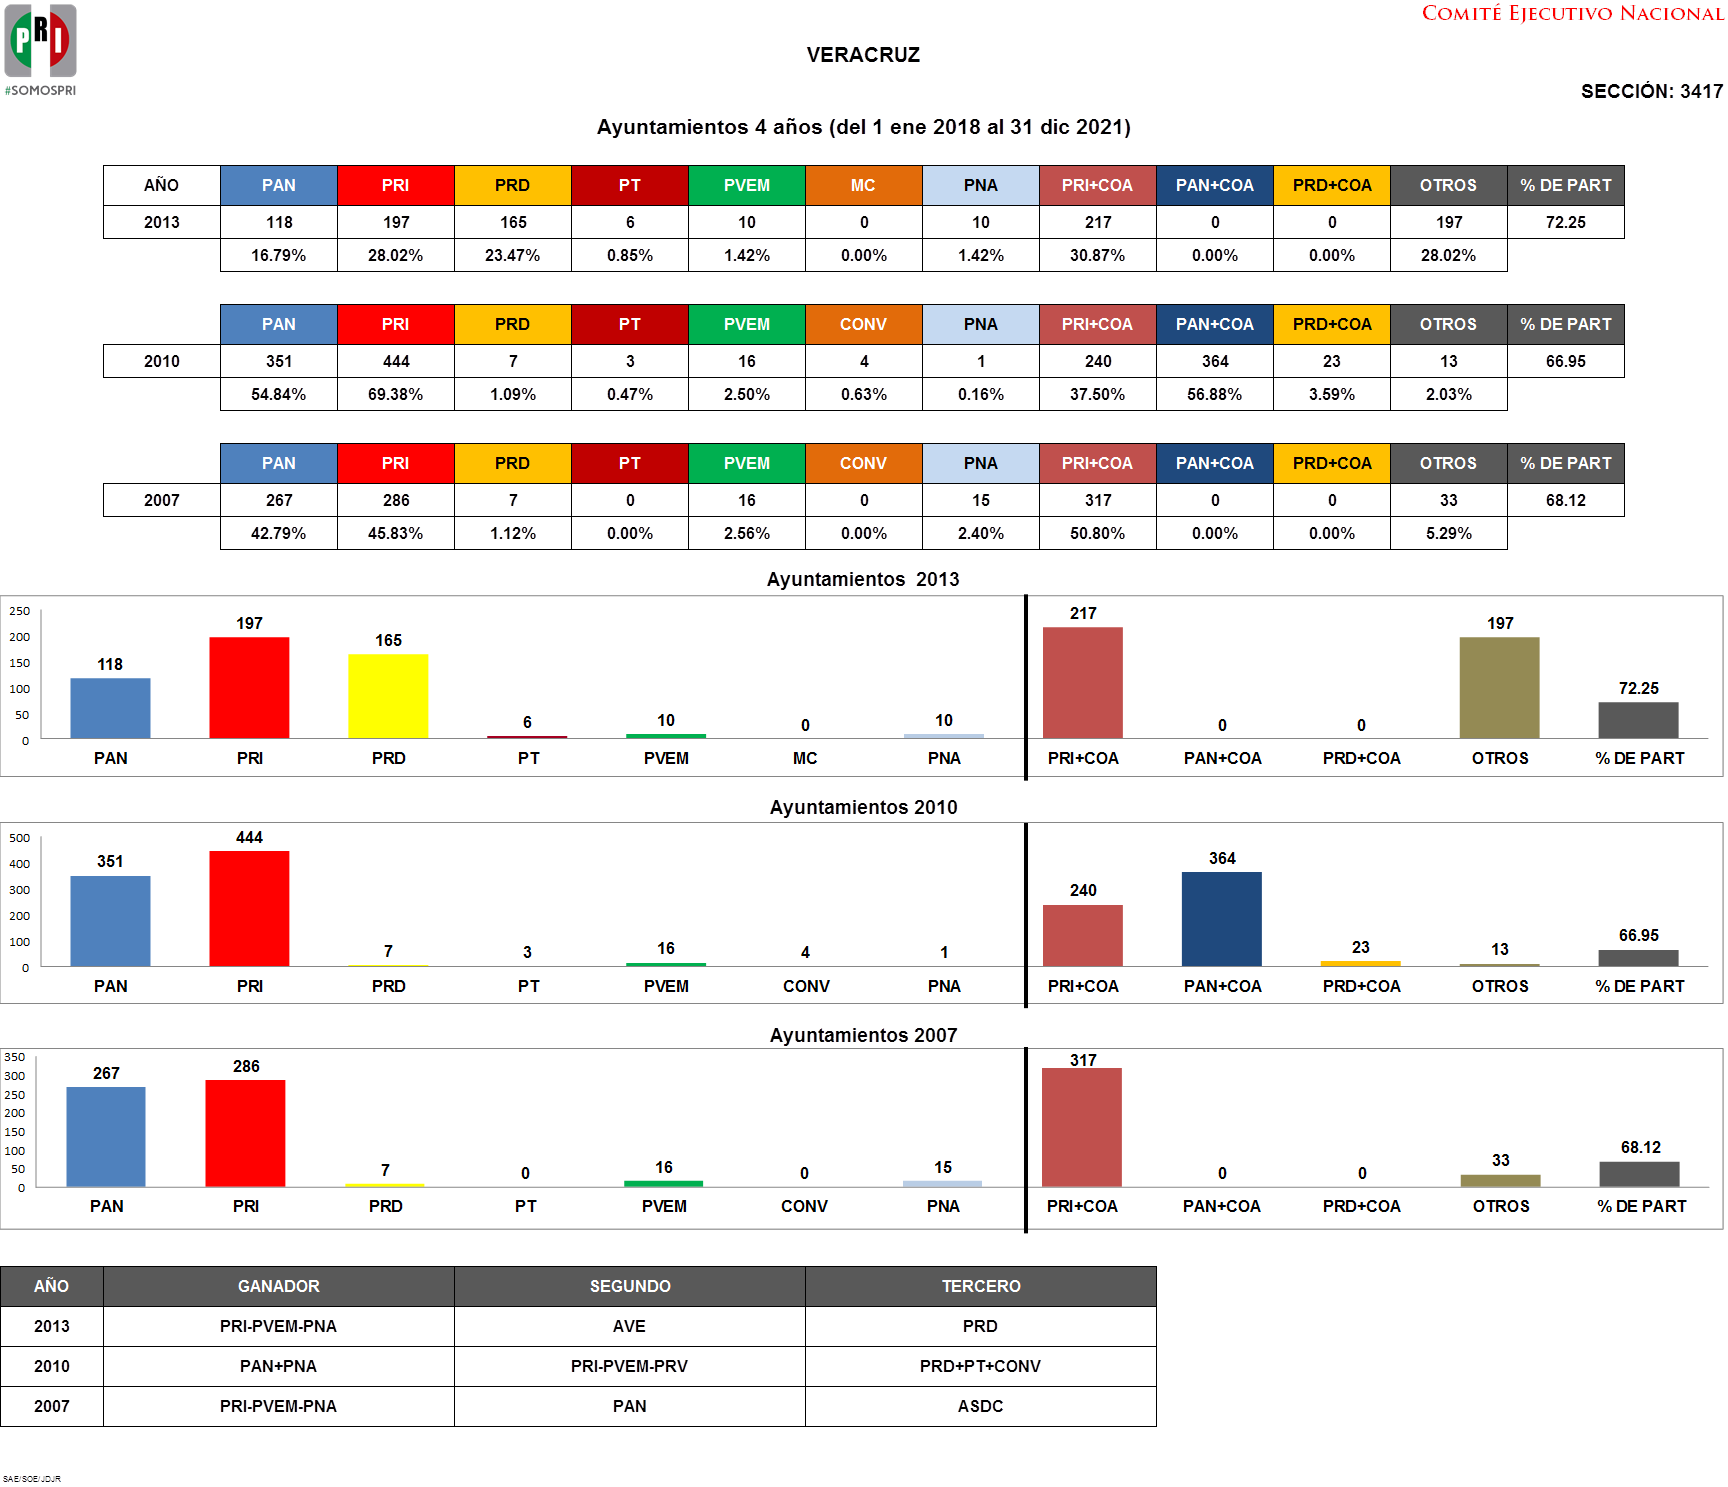 PRI
#SOMOSPRI
COMITÉ EJECUTIVO NACIONAL
VERACRUZ
SECCIÓN: 3417
Ayuntamientos 4 años (del 1 ene 2018 al 31 dic 2021)
AÑO PAN PRI PRD PT PVEM MC PNA PRI+COA PAN+COA PRD+COA OTROS % DE PART
2013 118 197 165 6 10 0 10 217 0 0 197 72.25
16.79% 28.02% 23.47% 0.85% 1.42% 0.00% 1.42% 30.87% 0.00% 0.00% 28.02%
PAN PRI PRD PT PVEM CONV PNA PRI+COA PAN+COA PRD+COA OTROS % DE PART
2010 351 444 7 3 16 4 1 240 364 23 13 66.95
54.84% 69.38% 1.09% 0.47% 2.50% 0.63% 0.16% 37.50% 56.88% 3.59% 2.03%
PAN PRI PRD PT PVEM CONV PNA PRI+COA PAN+COA PRD+COA OTROS % DE PART
2007 267 286 7 0 16 0 15 317 0 0 33 68.12
42.79% 45.83% 1.12% 0.00% 2.56% 0.00% 2.40% 50.80% 0.00% 0.00% 5.29%
Ayuntamientos 2013
250
200
150
100
50
0
118 197 165 6 10 0 10 217 0 0 197 72.25
PAN PRI PRD PT PVEM MC PNA PRI+COA PAN+COA PRD+COA OTROS % DE PART
Ayuntamientos 2010
500
400
300
200
100
0
351 444 7 3 16 4 1 240 364 23 13 66.95
PAN PRI PRD PT PVEM CONV PNA PRI+COA PAN+COA PRD+COA OTROS % DE PART
Ayuntamientos 2007
350
300
250
200
150
100
50
0
267 286 7 0 16 0 15 317 0 0 33 68.12
PAN PRI PRD PT PVEM CONV PNA PRI+COA PAN+COA PRD+COA OTROS % DE PART
AÑO GANADOR SEGUNDO TERCERO
2013 PRI-PVEM-PNA AVE PRD
2010 PAN+PNA PRI-PVEM-PRV PRD+PT+CONV
2007 PRI-PVEM-PNA PAN ASDC
SAE/SOE/JDJR